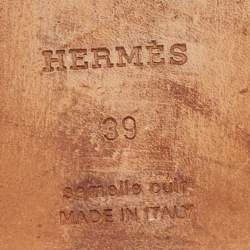 HERMÈS
39
semelle cuir
MADE IN ITALY